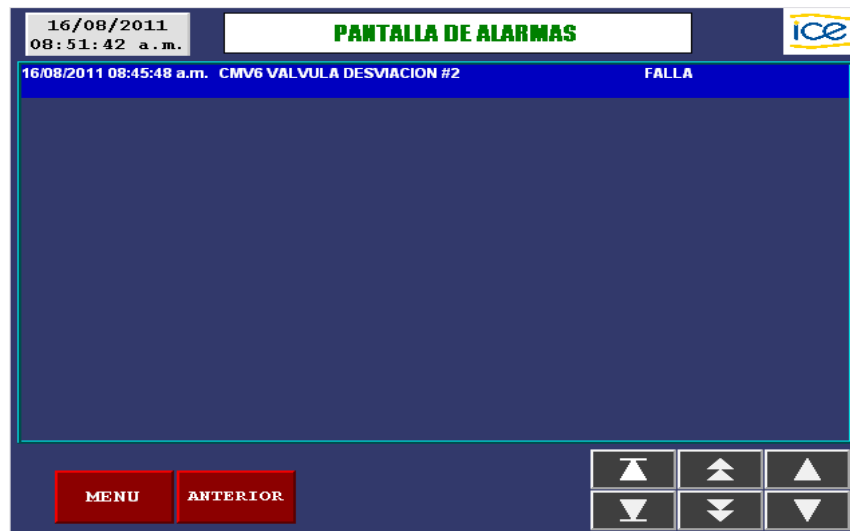 16/08/2011
08:51:42 a.m.
PANTALLA DE ALARMAS
ice
16/08/2011 08:45:48 a.m. CMV6 VALVULA DESVIACION #2 FALLA
MENU
ANTERIOR